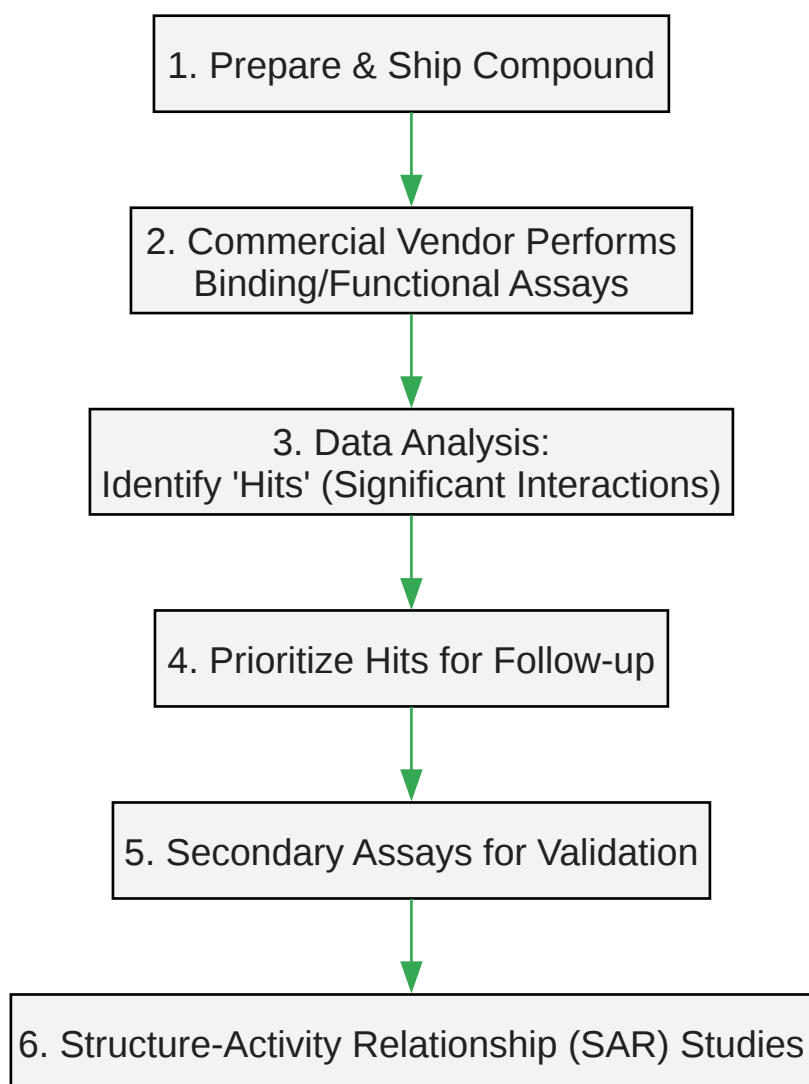 1. Prepare & Ship Compound
2. Commercial Vendor Performs
Binding/Functional Assays
3. Data Analysis:
Identify 'Hits' (Significant Interactions)
4. Prioritize Hits for Follow-up
5. Secondary Assays for Validation
6. Structure-Activity Relationship (SAR) Studies